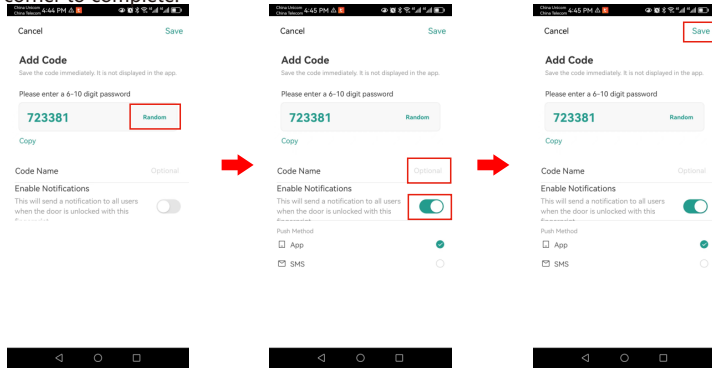 corner to complete.
China Unicom
China Telecom 4:44 PM
Cancel Save
Add Code
Save the code immediately. It is not displayed in the app.
Please enter a 6-10 digit password
723381 Random
Copy
Code Name Optional
Enable Notifications
This will send a notification to all users
when the door is unlocked with this
China Unicom
China Telecom 4:45 PM
Cancel Save
Add Code
Save the code immediately. It is not displayed in the app.
Please enter a 6-10 digit password
723381 Random
Copy
Code Name Optional
Enable Notifications
This will send a notification to all users
when the door is unlocked with this
Push Method
App
SMS
China Unicom
China Telecom 4:45 PM
Cancel Save
Add Code
Save the code immediately. It is not displayed in the app.
Please enter a 6-10 digit password
723381 Random
Copy
Code Name Optional
Enable Notifications
This will send a notification to all users
when the door is unlocked with this
Push Method
App
SMS